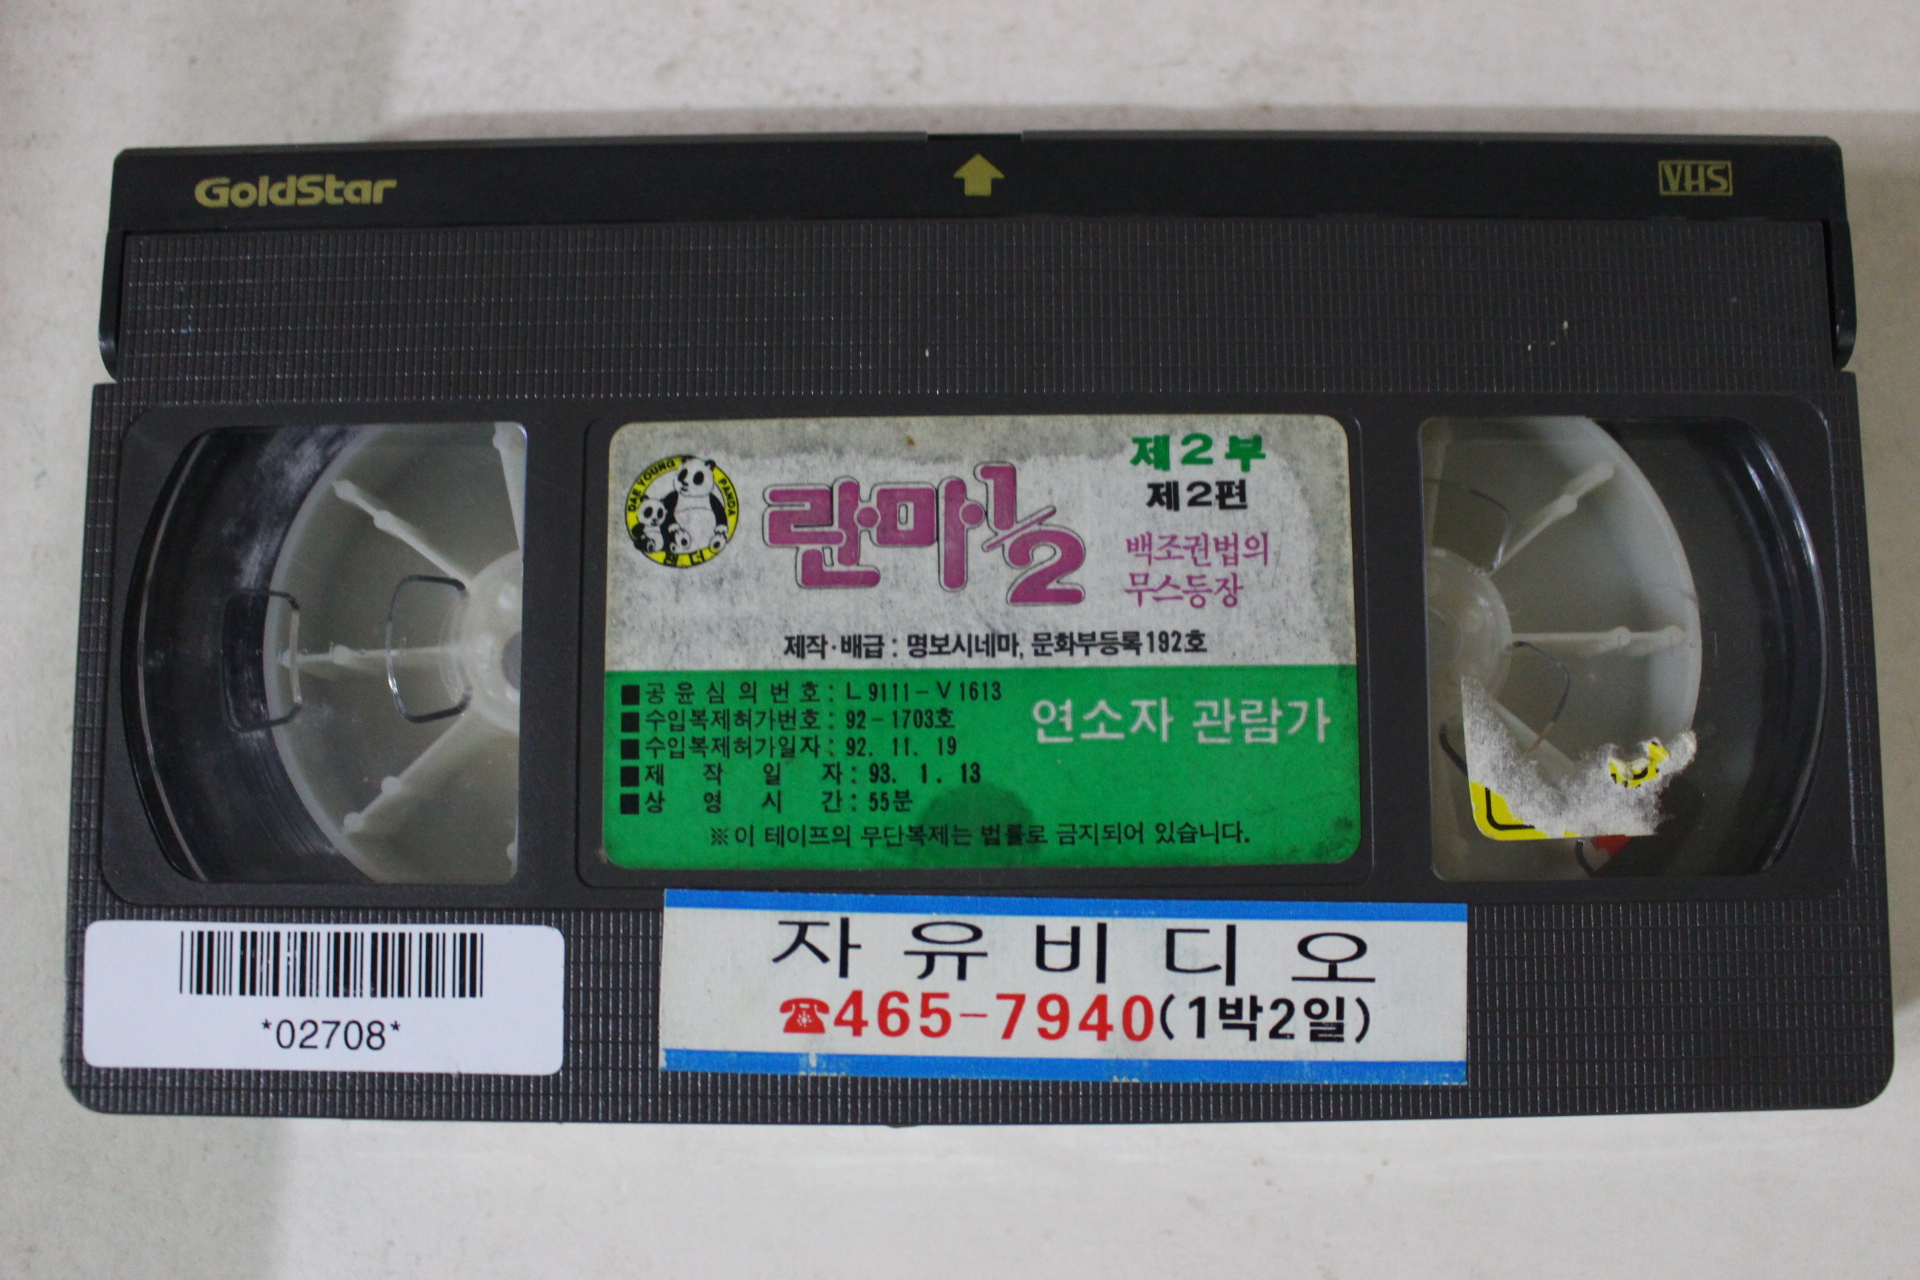 GoldStar
VHS
DAE YOUNG PANDA
란마1/2
제2부
제2편
백조권법의
무스등장
제작·배급 : 명보시네마, 문화부등록192호
■공윤심의번호 : L9111-V1613
■수입복제허가번호 : 92-1703호
■수입복제허가일자 : 92. 11. 19
■제작일자 : 93. 1. 13
■상영시간 : 55분
연소자 관람가
※이 테이프의 무단복제는 법률로 금지되어 있습니다.
자유비디오
☎465-7940(1박2일)
*02708*